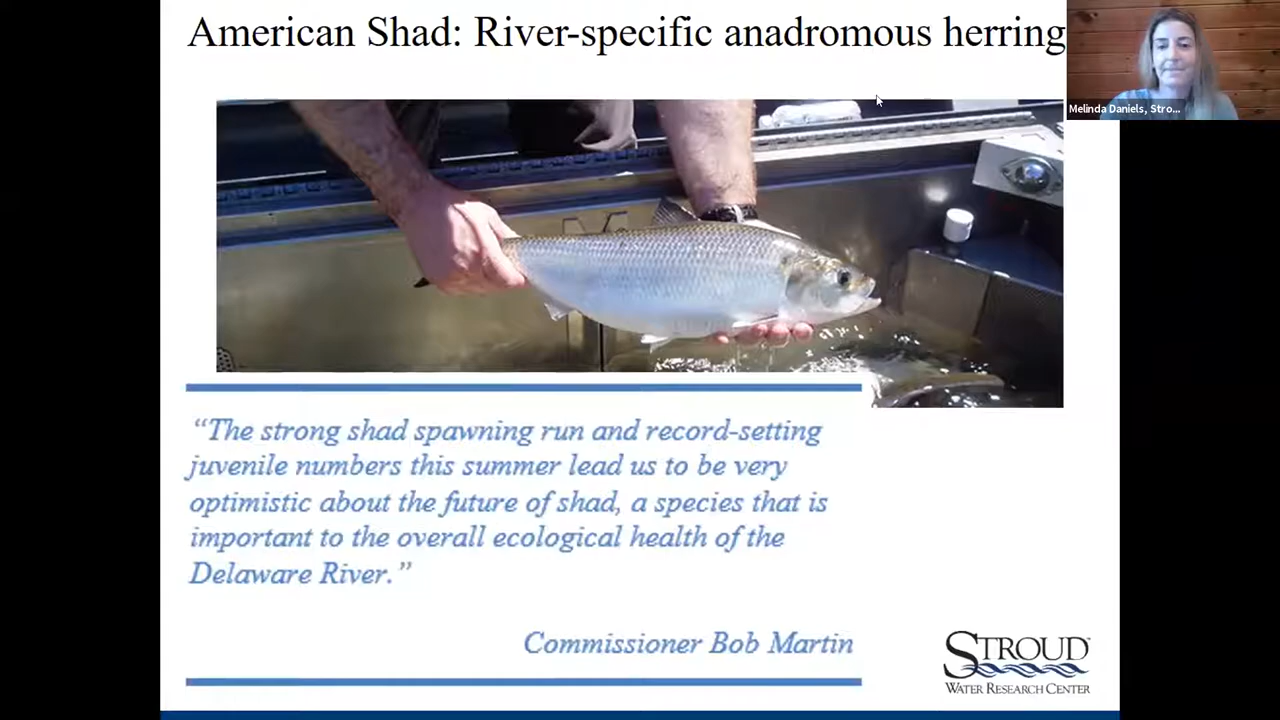 American Shad: River-specific anadromous herring
Melinda Daniels, Stro...
“The strong shad spawning run and record-setting
juvenile numbers this summer lead us to be very
optimistic about the future of shad, a species that is
important to the overall ecological health of the
Delaware River.”
Commissioner Bob Martin
STROUD
WATER RESEARCH CENTER